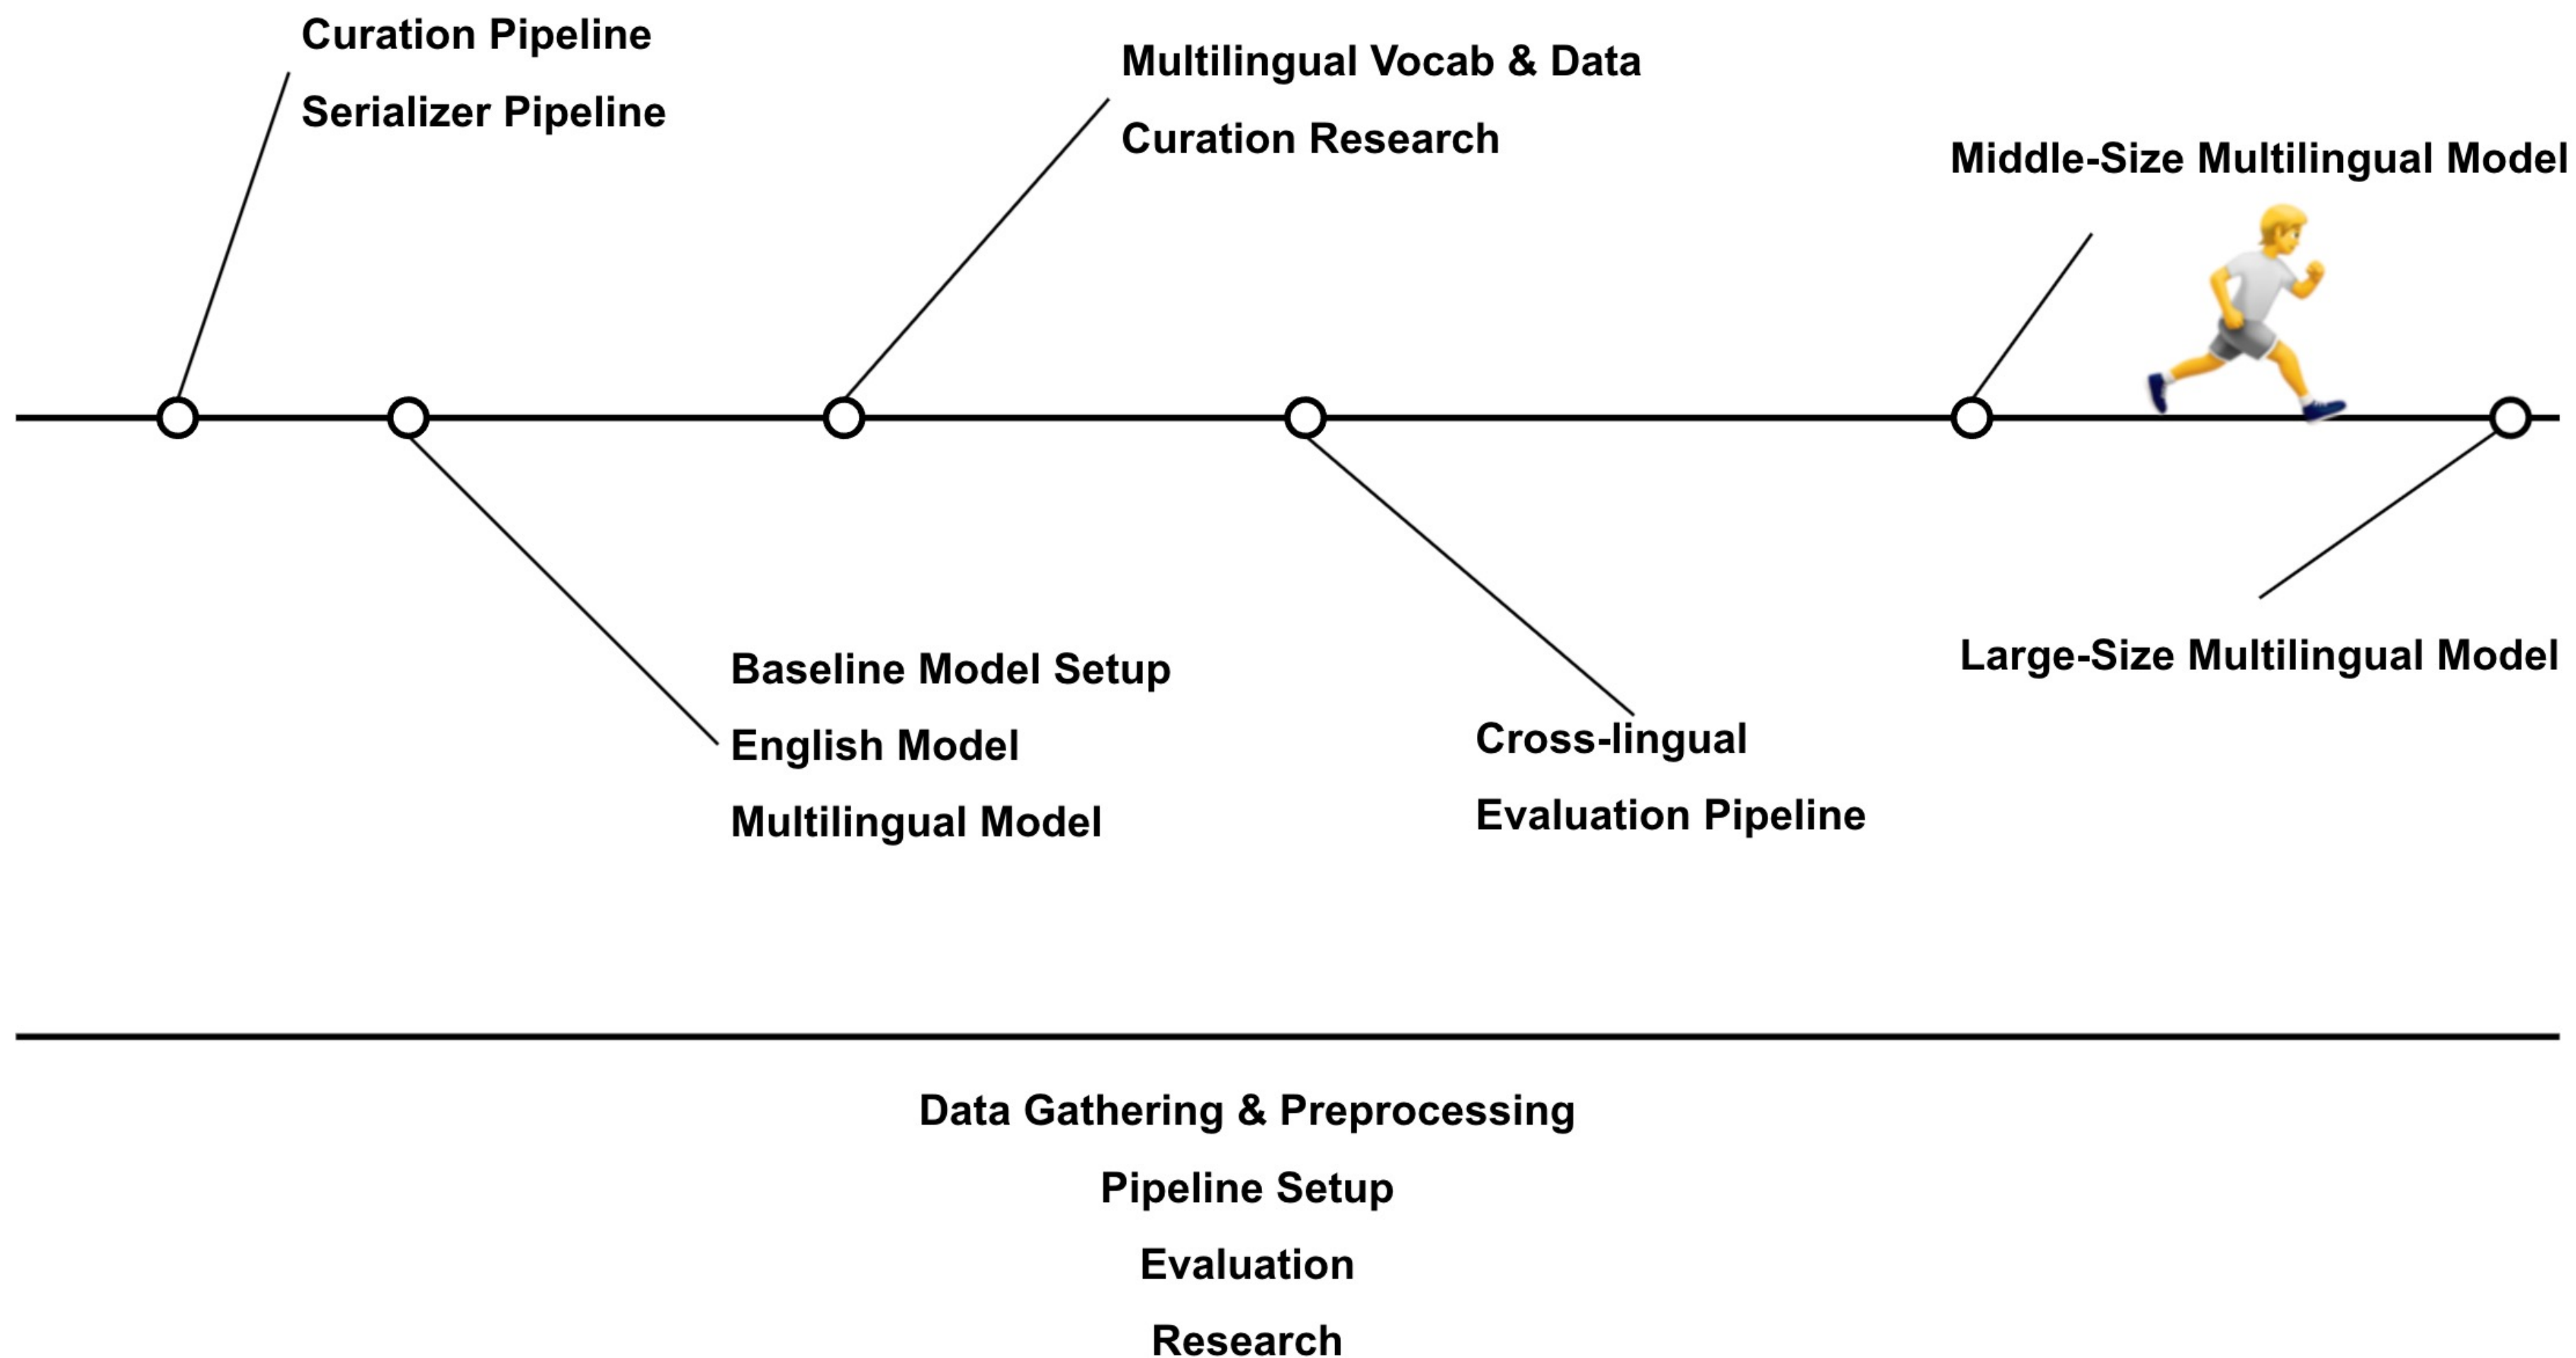 Curation Pipeline
Serializer Pipeline
Multilingual Vocab & Data
Curation Research
Middle-Size Multilingual Model
Baseline Model Setup
English Model
Multilingual Model
Cross-lingual
Evaluation Pipeline
Large-Size Multilingual Model
Data Gathering & Preprocessing
Pipeline Setup
Evaluation
Research